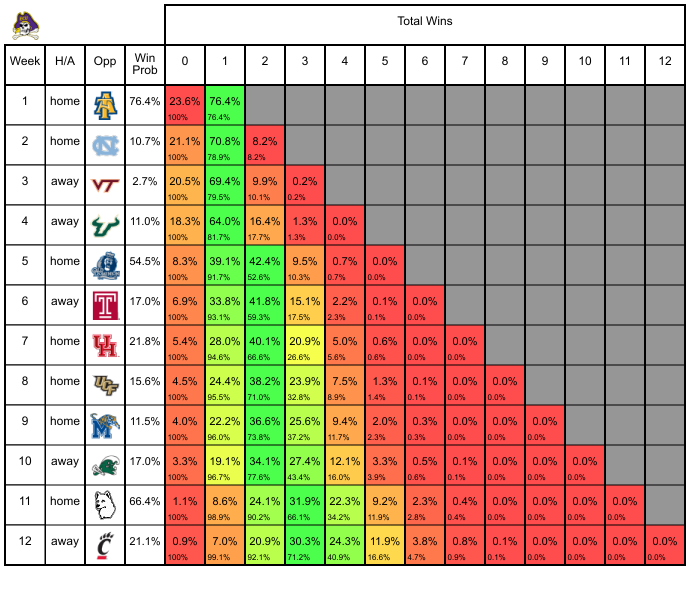 Total Wins
Week H/A Opp Win Prob 0 1 2 3 4 5 6 7 8 9 10 11 12
1 home 76.4% 23.6% 76.4%
100% 76.4%
2 home 10.7% 21.1% 70.8% 8.2%
100% 78.9% 8.2%
3 away VT 2.7% 20.5% 69.4% 9.9% 0.2%
100% 79.5% 10.1% 0.2%
4 away 11.0% 18.3% 64.0% 16.4% 1.3% 0.0%
100% 81.7% 17.7% 1.3% 0.0%
5 home 54.5% 8.3% 39.1% 42.4% 9.5% 0.7% 0.0%
100% 91.7% 52.6% 10.3% 0.7% 0.0%
6 away T 17.0% 6.9% 33.8% 41.8% 15.1% 2.2% 0.1% 0.0%
100% 93.1% 59.3% 17.5% 2.3% 0.1% 0.0%
7 home UH 21.8% 5.4% 28.0% 40.1% 20.9% 5.0% 0.6% 0.0% 0.0%
100% 94.6% 66.6% 26.6% 5.6% 0.6% 0.0% 0.0%
8 home UCF 15.6% 4.5% 24.4% 38.2% 23.9% 7.5% 1.3% 0.1% 0.0% 0.0%
100% 95.5% 71.0% 32.8% 8.9% 1.4% 0.1% 0.0% 0.0%
9 home M 11.5% 4.0% 22.2% 36.6% 25.6% 9.4% 2.0% 0.3% 0.0% 0.0% 0.0%
100% 96.0% 73.8% 37.2% 11.7% 2.3% 0.3% 0.0% 0.0% 0.0%
10 away 17.0% 3.3% 19.1% 34.1% 27.4% 12.1% 3.3% 0.5% 0.1% 0.0% 0.0% 0.0%
100% 96.7% 77.6% 43.4% 16.0% 3.9% 0.6% 0.1% 0.0% 0.0% 0.0%
11 home 66.4% 1.1% 8.6% 24.1% 31.9% 22.3% 9.2% 2.3% 0.4% 0.0% 0.0% 0.0% 0.0%
100% 98.9% 90.2% 66.1% 34.2% 11.9% 2.8% 0.4% 0.0% 0.0% 0.0% 0.0%
12 away C 21.1% 0.9% 7.0% 20.9% 30.3% 24.3% 11.9% 3.8% 0.8% 0.1% 0.0% 0.0% 0.0% 0.0%
100% 99.1% 92.1% 71.2% 40.9% 16.6% 4.7% 0.9% 0.1% 0.0% 0.0% 0.0% 0.0%